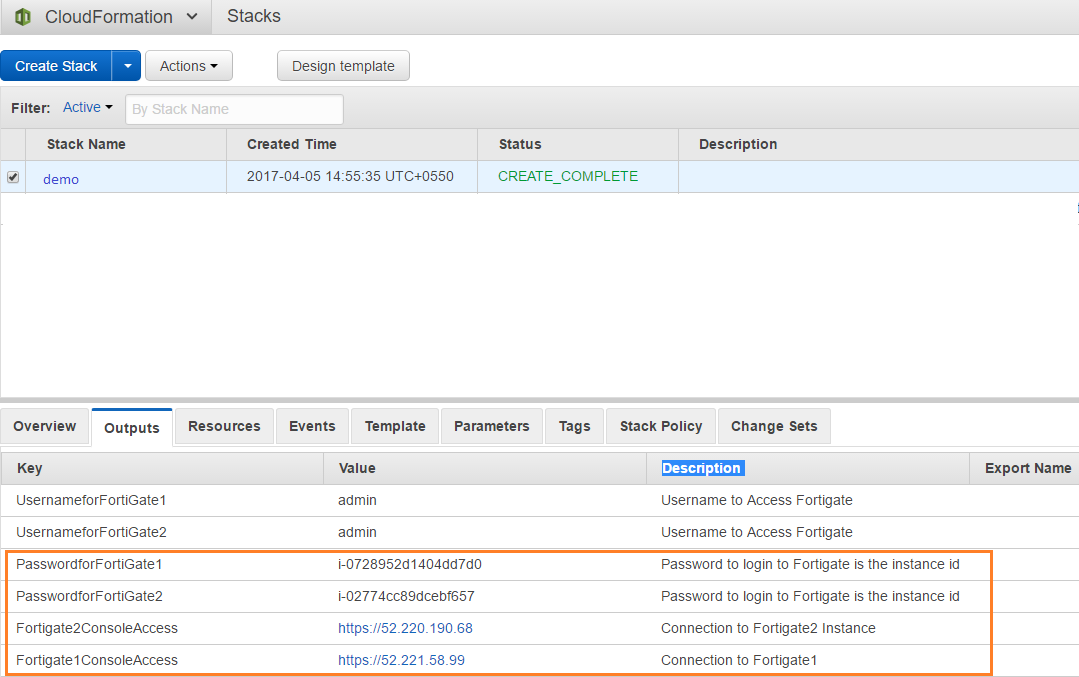 CloudFormation Stacks
Create Stack Actions Design template
Filter: Active By Stack Name
Stack Name Created Time Status Description
demo 2017-04-05 14:55:35 UTC+0550 CREATE_COMPLETE
Overview Outputs Resources Events Template Parameters Tags Stack Policy Change Sets
Key Value Description Export Name
UsernameforFortiGate1 admin Username to Access Fortigate
UsernameforFortiGate2 admin Username to Access Fortigate
PasswordforFortiGate1 i-0728952d1404dd7d0 Password to login to Fortigate is the instance id
PasswordforFortiGate2 i-02774cc89dcebf657 Password to login to Fortigate is the instance id
Fortigate2ConsoleAccess https://52.220.190.68 Connection to Fortigate2 Instance
Fortigate1ConsoleAccess https://52.221.58.99 Connection to Fortigate1